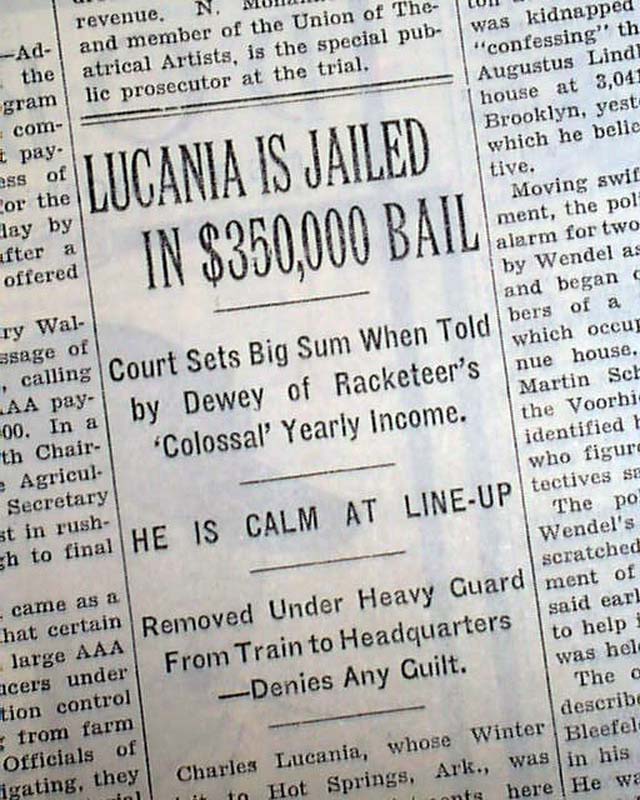 —Ad-
the
gram
com-
pay-
ess of
for the
day by
after a
offered
ry Wal-
ssage of
, calling
AAA pay-
00. In a
th Chair-
Agricul-
Secretary
st in rush-
gh to final
came as a
hat certain
large AAA
ucers under
tion control
from farm
Officials of
igating, they
revenue. N.
and member of the Union of The-
atrical Artists, is the special pub-
lic prosecutor at the trial.
LUCANIA IS JAILED
IN $350,000 BAIL
Court Sets Big Sum When Told
by Dewey of Racketeer's
'Colossal' Yearly Income.
HE IS CALM AT LINE-UP
Removed Under Heavy Guard
From Train to Headquarters
—Denies Any Guilt.
Charles Lucania, whose Winter
to Hot Springs, Ark., was
here
was kidnapped
"confessing" th
Augustus Lindb
house at 3,041
Brooklyn, yest
which he belie
tive.
Moving swif
ment, the pol
alarm for two
by Wendel as
and began
bers of a
which occup
nue house.
Martin Sch
the Voorhi
identified b
who figure
tectives s
The po
Wendel's
scratched
ment of
said earl
to help i
was hel
The o
describe
Bleefel
in his
He w